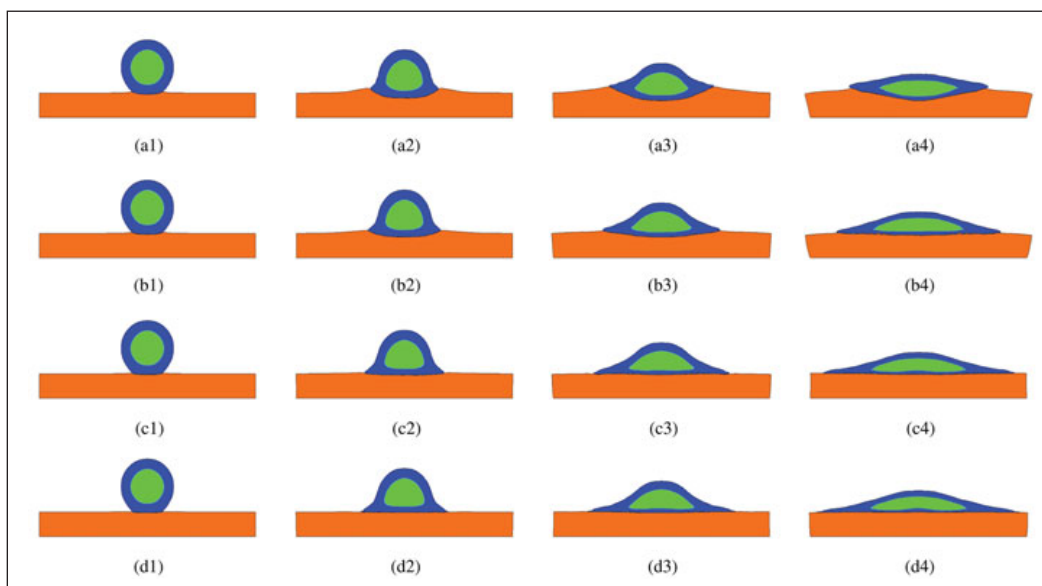 (a1) (a2) (a3) (a4)
(b1) (b2) (b3) (b4)
(c1) (c2) (c3) (c4)
(d1) (d2) (d3) (d4)